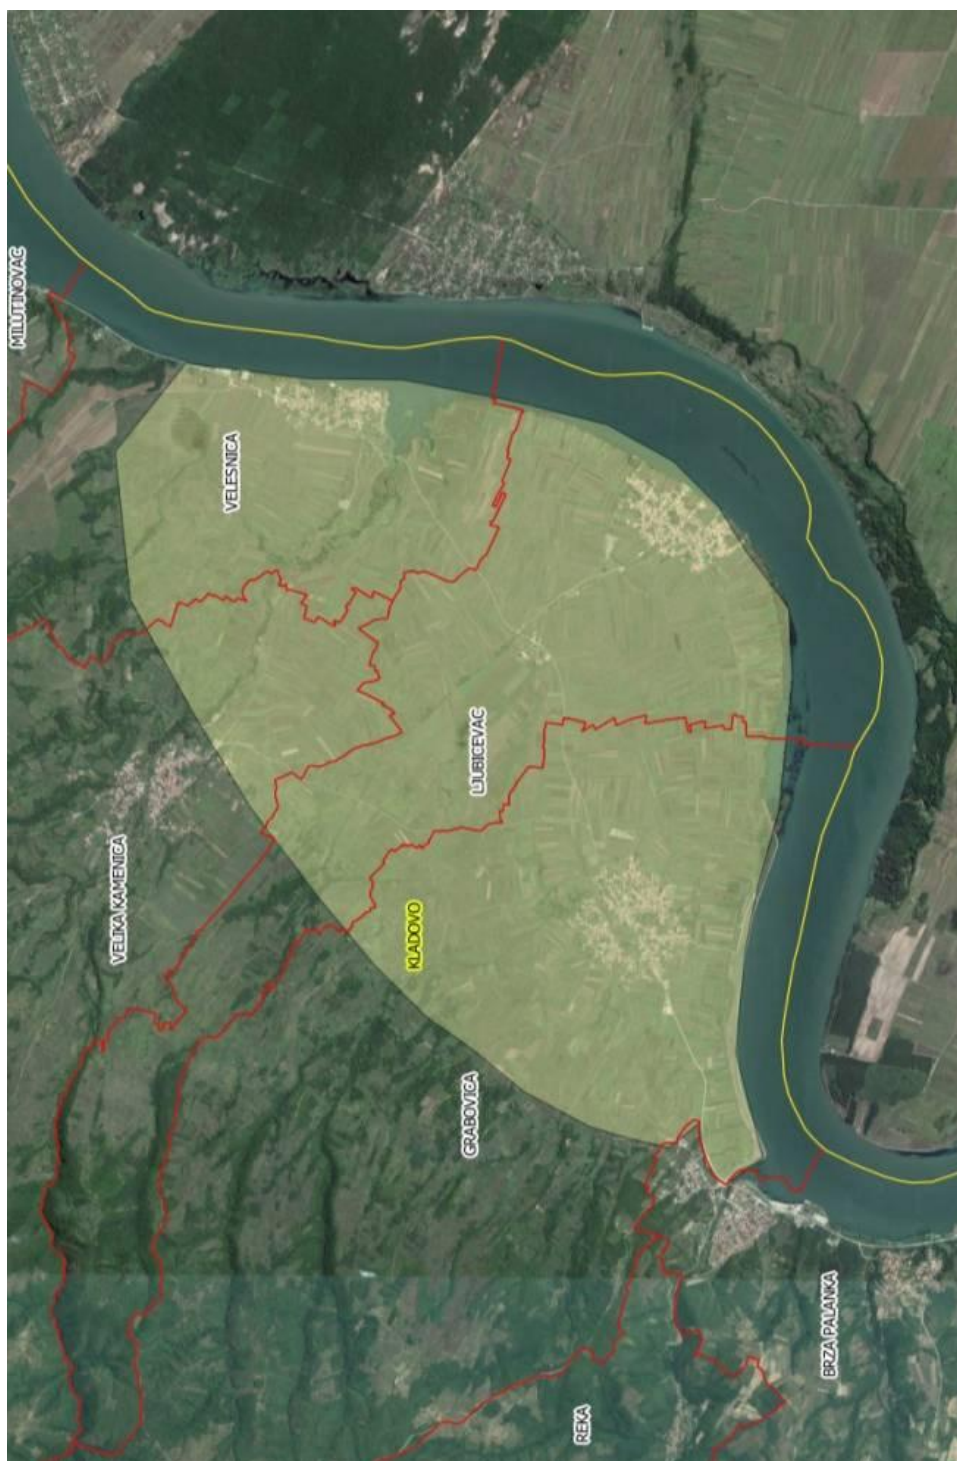 MILUTINOVAC
VELESNICA
LJUBICEVAC
VELIKA KAMENICA
KLADOVO
GRABOVICA
BRZA PALANKA
REKA